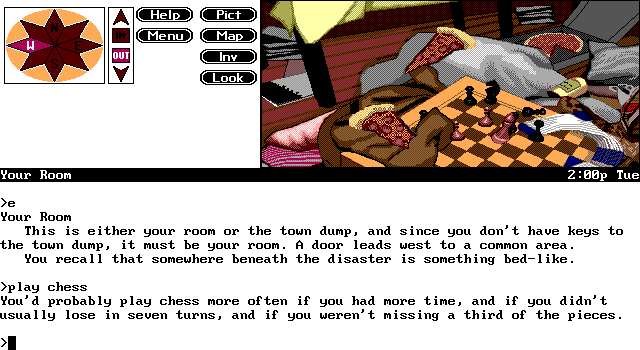 Help
Pict
Menu
Map
Inv
Look
N
W
E
S
IN
OUT
Your Room 2:00p Tue
>e
Your Room
This is either your room or the town dump, and since you don't have keys to
the town dump, it must be your room. A door leads west to a common area.
You recall that somewhere beneath the disaster is something bed-like.
>play chess
You'd probably play chess more often if you had more time, and if you didn't
usually lose in seven turns, and if you weren't missing a third of the pieces.
>